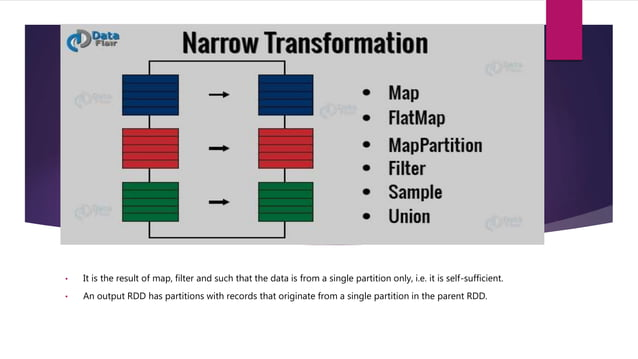 Data
Flair
Narrow Transformation
• Map
• FlatMap
• MapPartition
• Filter
• Sample
• Union
• It is the result of map, filter and such that the data is from a single partition only, i.e. it is self-sufficient.
• An output RDD has partitions with records that originate from a single partition in the parent RDD.